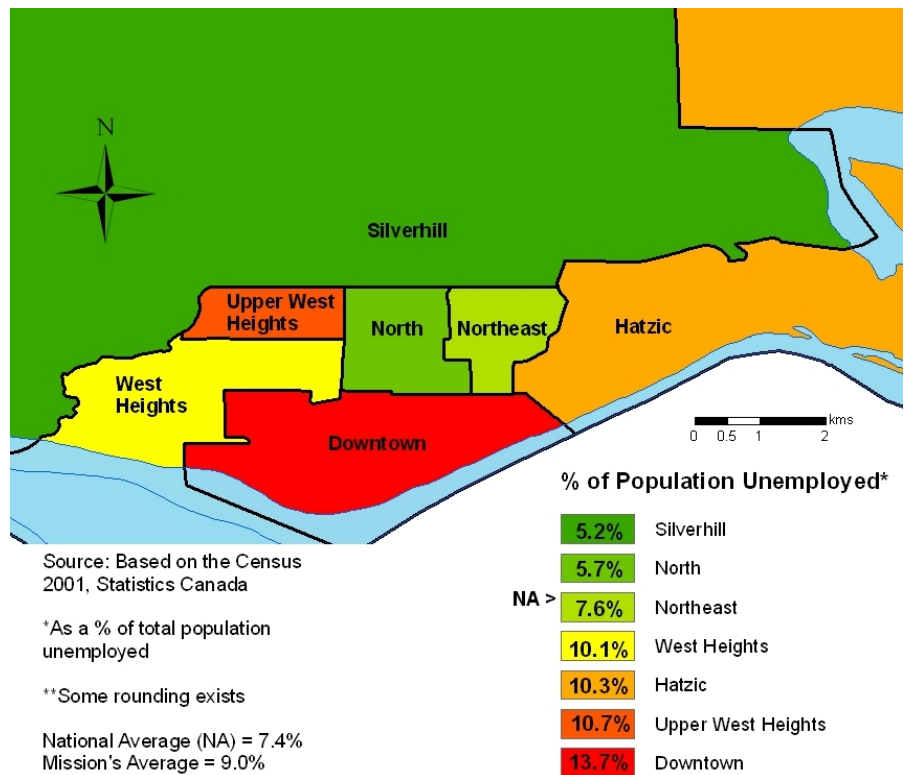 N
Silverhill
Upper West
Heights
North
Northeast
Hatzic
West
Heights
Downtown
kms
0 0.5 1 2
% of Population Unemployed*
5.2% Silverhill
5.7% North
NA >
7.6% Northeast
10.1% West Heights
10.3% Hatzic
10.7% Upper West Heights
13.7% Downtown
Source: Based on the Census
2001, Statistics Canada
*As a % of total population
unemployed
**Some rounding exists
National Average (NA) = 7.4%
Mission's Average = 9.0%